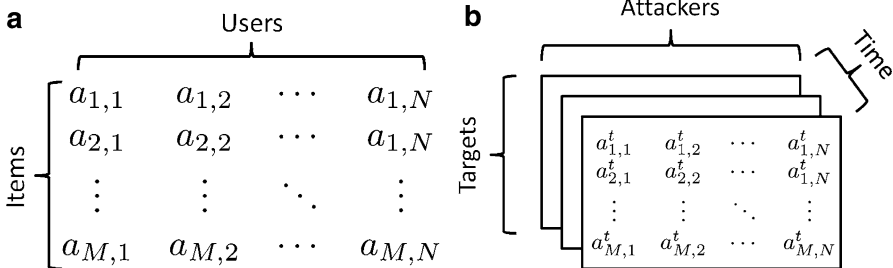 a
Users
Items
a_{1,1} a_{1,2} ⋯ a_{1,N}
a_{2,1} a_{2,2} ⋯ a_{1,N}
⋮ ⋮ ⋱ ⋮
a_{M,1} a_{M,2} ⋯ a_{M,N}
b
Attackers
Time
Targets
a^t_{1,1} a^t_{1,2} ⋯ a^t_{1,N}
a^t_{2,1} a^t_{2,2} ⋯ a^t_{1,N}
⋮ ⋮ ⋱ ⋮
a^t_{M,1} a^t_{M,2} ⋯ a^t_{M,N}